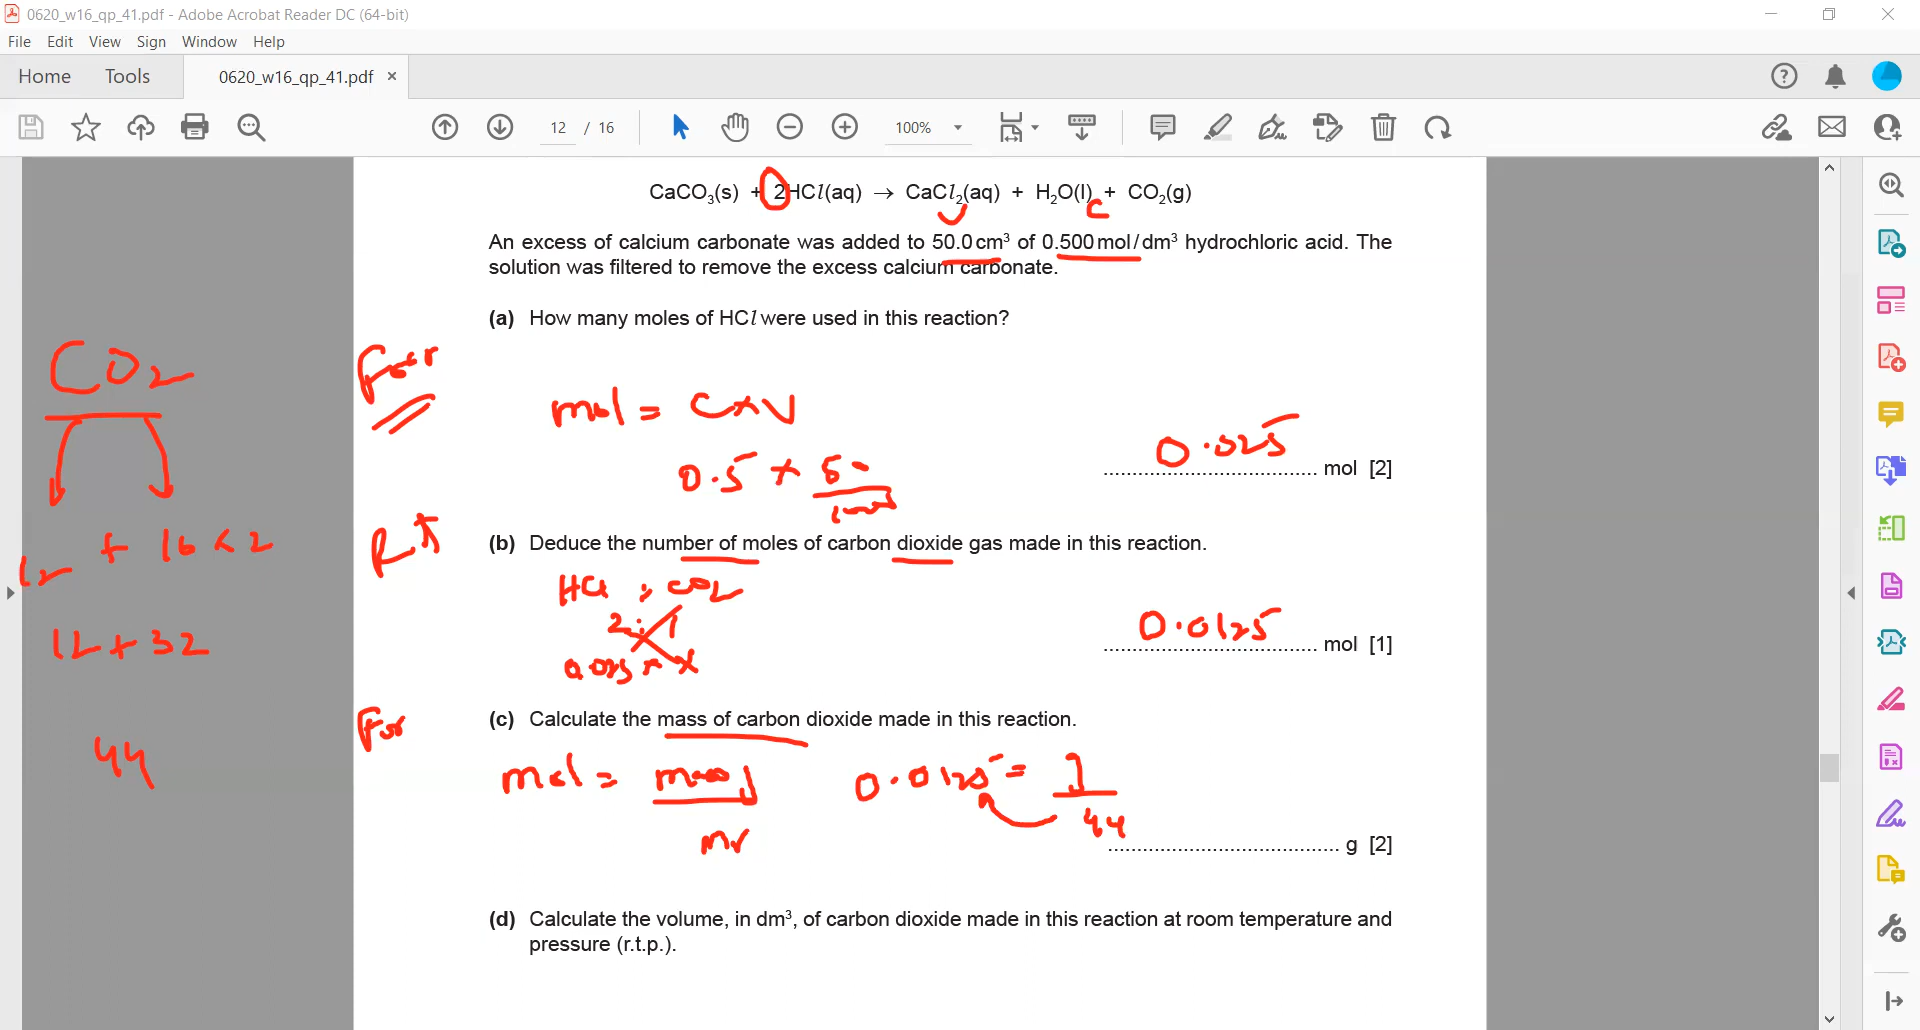 0620_w16_qp_41.pdf - Adobe Acrobat Reader DC (64-bit)
File Edit View Sign Window Help
Home Tools 0620_w16_qp_41.pdf ×
12 / 16 100%
CaCO₃(s) + 2HCl(aq) → CaCl₂(aq) + H₂O(l) + CO₂(g)
C
An excess of calcium carbonate was added to 50.0 cm³ of 0.500 mol/dm³ hydrochloric acid. The
solution was filtered to remove the excess calcium carbonate.
(a) How many moles of HCl were used in this reaction?
mol = C × V
0.5 × 50
0.025
mol [2]
(b) Deduce the number of moles of carbon dioxide gas made in this reaction.
HCl : CO2
2 : 1
0.025 x
0.0125
mol [1]
(c) Calculate the mass of carbon dioxide made in this reaction.
mol = mass
Mr
0.0125 =
44
g [2]
(d) Calculate the volume, in dm³, of carbon dioxide made in this reaction at room temperature and
pressure (r.t.p.).
CO2
12 + 16 × 2
12 + 32
44
For